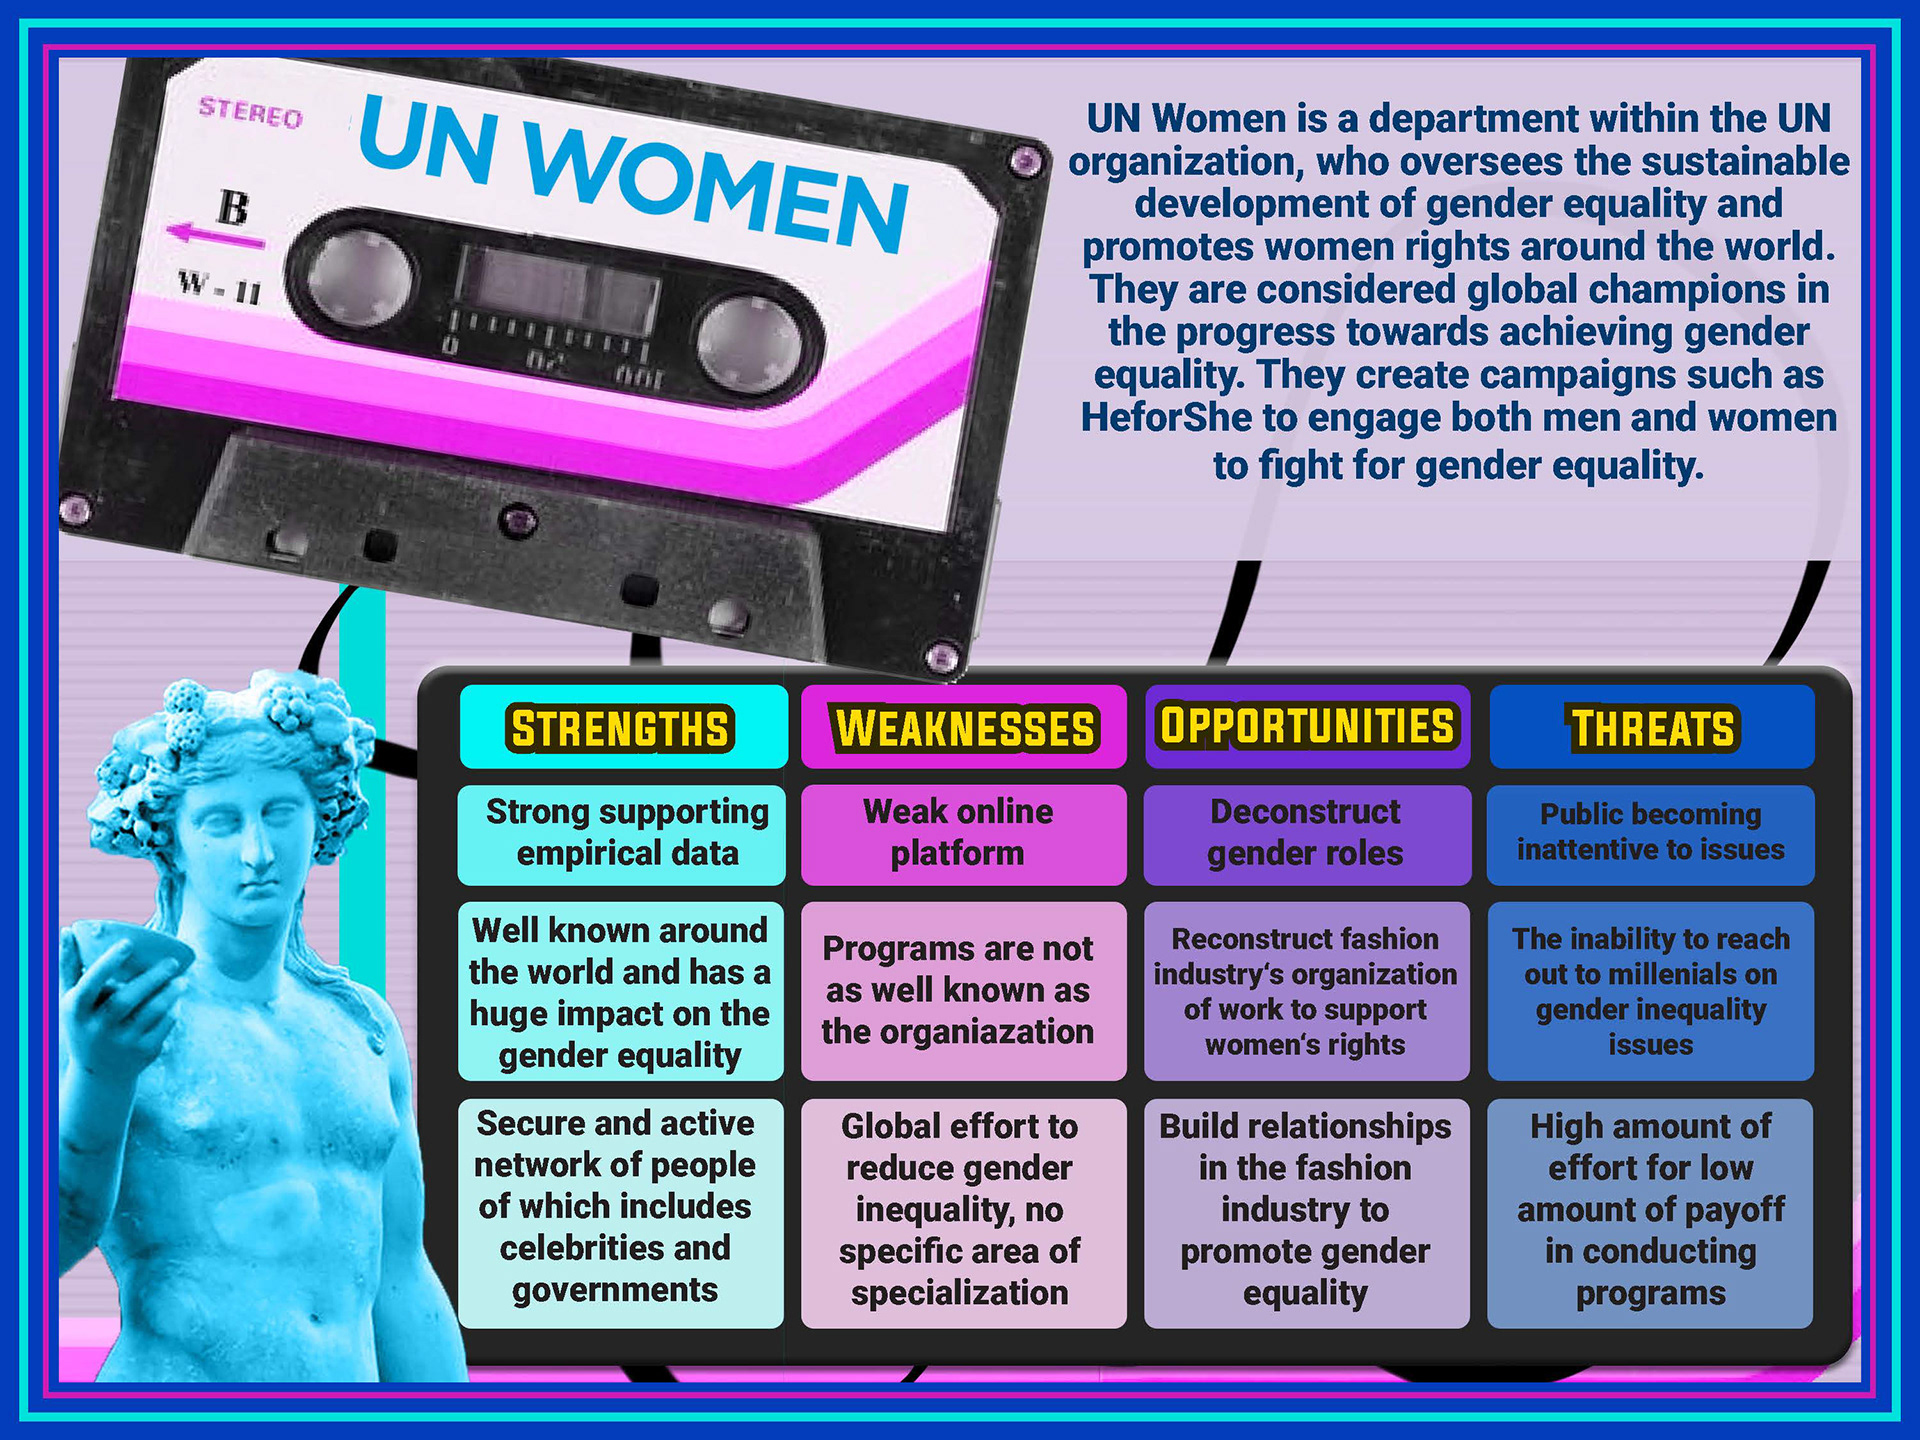 STEREO
UN WOMEN
B
W-11
0
UN Women is a department within the UN
organization, who oversees the sustainable
development of gender equality and
promotes women rights around the world.
They are considered global champions in
the progress towards achieving gender
equality. They create campaigns such as
HeforShe to engage both men and women
to fight for gender equality.
STRENGTHS
Strong supporting
empirical data
Well known around
the world and has a
huge impact on the
gender equality
Secure and active
network of people
of which includes
celebrities and
governments
WEAKNESSES
Weak online
platform
Programs are not
as well known as
the organiazation
Global effort to
reduce gender
inequality, no
specific area of
specialization
OPPORTUNITIES
Deconstruct
gender roles
Reconstruct fashion
industry‘s organization
of work to support
women‘s rights
Build relationships
in the fashion
industry to
promote gender
equality
THREATS
Public becoming
inattentive to issues
The inability to reach
out to millenials on
gender inequality
issues
High amount of
effort for low
amount of payoff
in conducting
programs